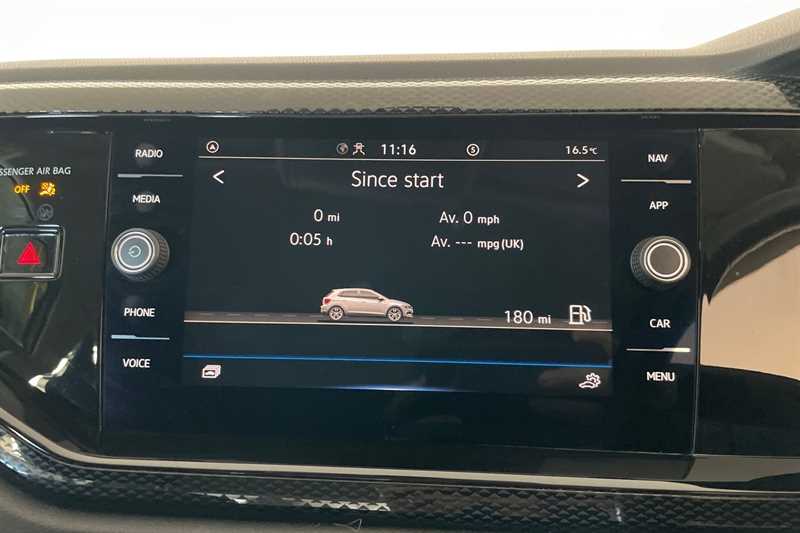 RADIO
MEDIA
PHONE
VOICE
SSENGER AIR BAG
OFF
11:16
S
16.5°C
< Since start >
0 mi
Av. 0 mph
0:05 h
Av. --- mpg (UK)
180 mi
NAV
APP
CAR
MENU